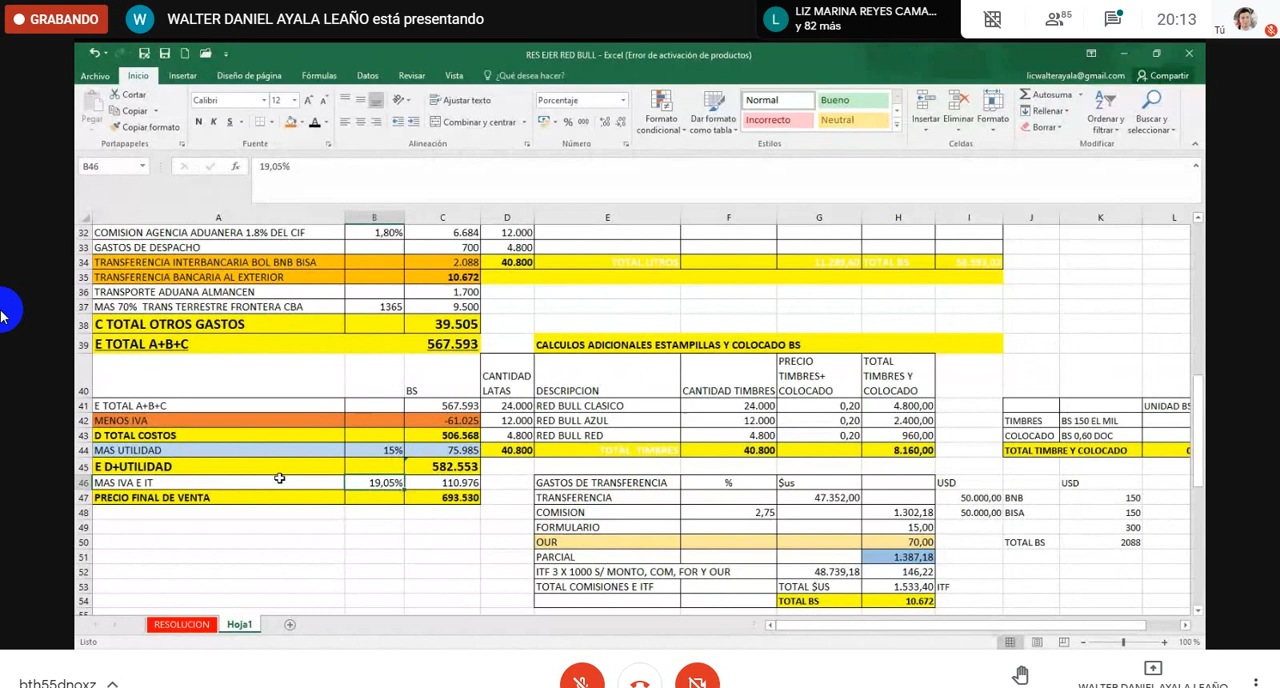 GRABANDO W WALTER DANIEL AYALA LEAÑO está presentando L LIZ MARINA REYES CAMA... y 82 más 85 20:13 Tú
RES EJER RED BULL - Excel (Error de activación de productos)
Archivo Inicio Insertar Diseño de página Fórmulas Datos Revisar Vista ¿Qué desea hacer? licwalterayala@gmail.com Compartir
Pegar Cortar Copiar Copiar formato Portapapeles
Calibri 12 N K S Fuente
Ajustar texto Combinar y centrar Alineación
Porcentaje % 000 Número
Formato condicional Dar formato como tabla Normal Bueno Incorrecto Neutral Estilos
Insertar Eliminar Formato Celdas
Autosuma Rellenar Borrar Ordenar y filtrar Buscar y seleccionar Modificar
B46 fx 19,05%
A B C D E F G H I J K L
32 COMISION AGENCIA ADUANERA 1.8% DEL CIF 1,80% 6.684 12.000
33 GASTOS DE DESPACHO 700 4.800
34 TRANSFERENCIA INTERBANCARIA BOL BNB BISA 2.088 40.800 TOTAL LITROS 11.289,60 TOTAL BS
35 TRANSFERENCIA BANCARIA AL EXTERIOR 10.672
36 TRANSPORTE ADUANA ALMANCEN 1.700
37 MAS 70% TRANS TERRESTRE FRONTERA CBA 1365 9.500
38 C TOTAL OTROS GASTOS 39.505
39 E TOTAL A+B+C 567.593 CALCULOS ADICIONALES ESTAMPILLAS Y COLOCADO BS
40 BS CANTIDAD LATAS DESCRIPCION CANTIDAD TIMBRES PRECIO TIMBRES+ COLOCADO TOTAL TIMBRES Y COLOCADO
41 E TOTAL A+B+C 567.593 24.000 RED BULL CLASICO 24.000 0,20 4.800,00 UNIDAD BS
42 MENOS IVA -61.025 12.000 RED BULL AZUL 12.000 0,20 2.400,00 TIMBRES BS 150 EL MIL
43 D TOTAL COSTOS 506.568 4.800 RED BULL RED 4.800 0,20 960,00 COLOCADO BS 0,60 DOC
44 MAS UTILIDAD 15% 75.985 40.800 TOTAL TIMBRES 40.800 8.160,00 TOTAL TIMBRE Y COLOCADO
45 E D+UTILIDAD 582.553
46 MAS IVA E IT 19,05% 110.976 GASTOS DE TRANSFERENCIA % $us USD USD
47 PRECIO FINAL DE VENTA 693.530 TRANSFERENCIA 47.352,00 50.000,00 BNB 150
48 COMISION 2,75 1.302,18 50.000,00 BISA 150
49 FORMULARIO 15,00 300
50 OUR 70,00 TOTAL BS 2088
51 PARCIAL 1.387,18
52 ITF 3 X 1000 S/ MONTO, COM, FOR Y OUR 48.739,18 146,22
53 TOTAL COMISIONES E ITF TOTAL $US 1.533,40 ITF
54 TOTAL BS 10.672
RESOLUCION Hoja1
Listo 100 %
bth55dnoxz WALTER DANIEL AYALA LEAÑO